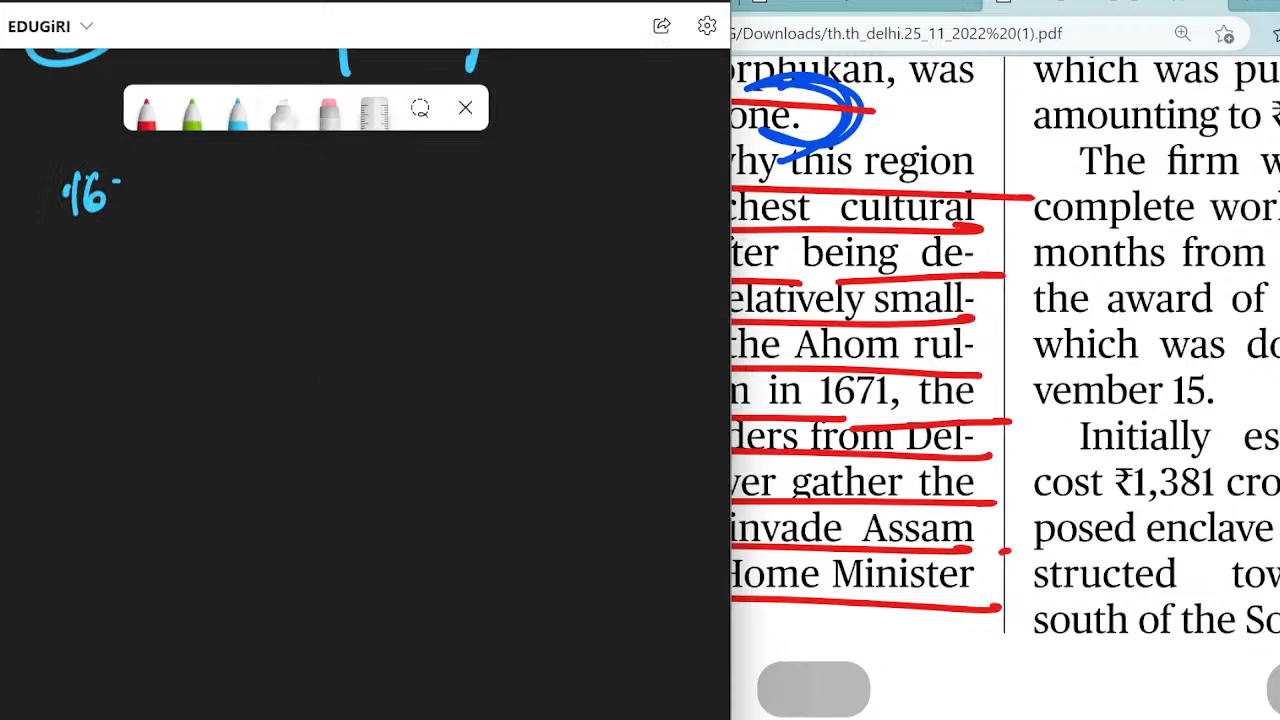 EDUGiRI
G/Downloads/th.th_delhi.25_11_2022%20(1).pdf
16
orphukan, was
one.
why this region
chest cultural
fter being de-
elatively small-
the Ahom rul-
m in 1671, the
ders from Del-
ver gather the
invade Assam
Home Minister
which was pu
amounting to ₹
The firm w
complete worl
months from
the award of
which was do
vember 15.
Initially es
cost ₹1,381 cro
posed enclave
structed tow
south of the So